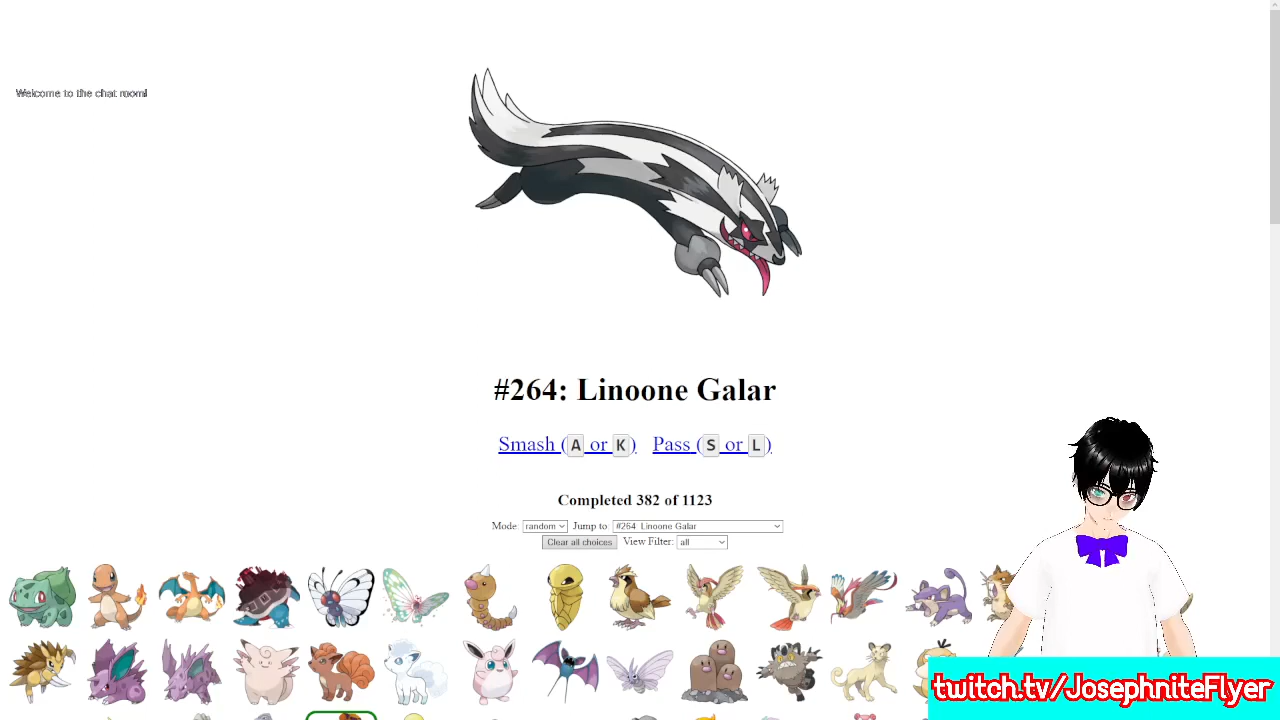 Welcome to the chat room!
#264: Linoone Galar
Smash (A or K) Pass (S or L)
Completed 382 of 1123
Mode: random Jump to #264 Linoone Galar
Clear all choices View Filter: all
twitch.tv/JosephniteFlyer